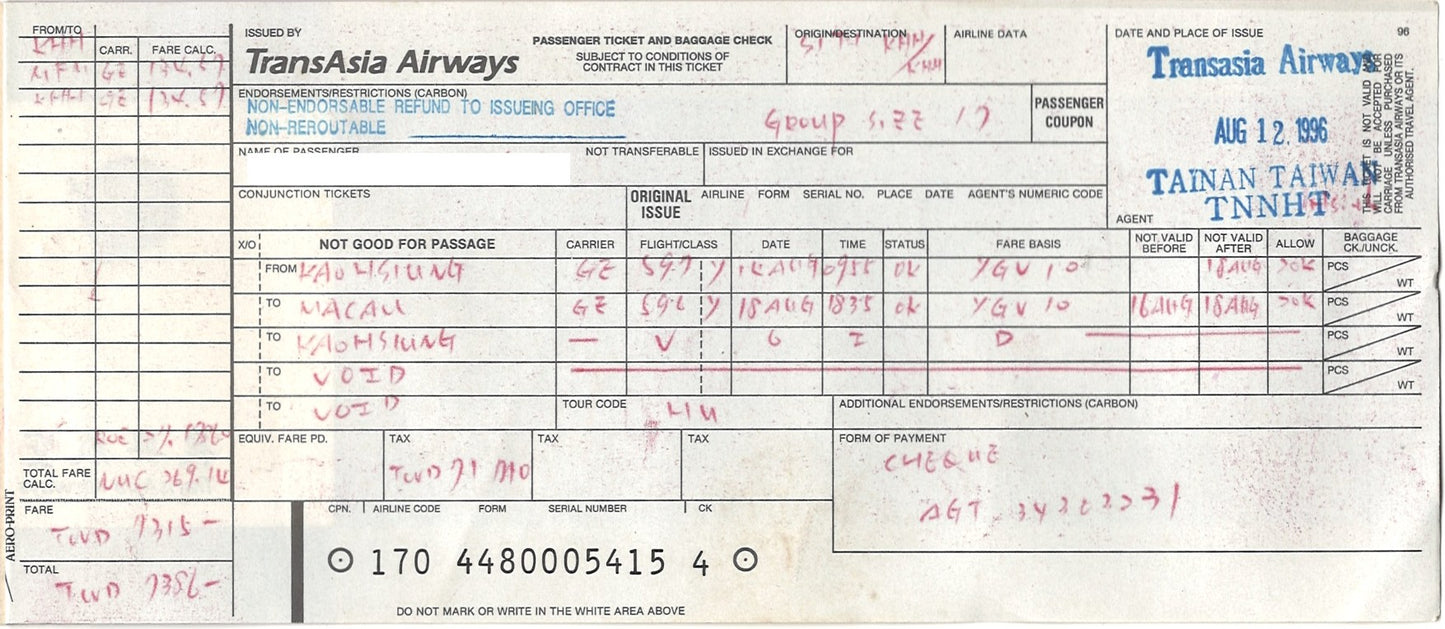 FROM/TO
KHH CARR. FARE CALC.
MFM GE 134.57
KHH GE 134.57
ISSUED BY
TransAsia Airways
PASSENGER TICKET AND BAGGAGE CHECK
SUBJECT TO CONDITIONS OF
CONTRACT IN THIS TICKET
ORIGIN/DESTINATION
KHH/
KHH
AIRLINE DATA
DATE AND PLACE OF ISSUE
96
Transasia Airways
AUG 12, 1996
TAINAN TAIWAN
TNNHT
AGENT
THIS TICKET IS NOT VALID AND
WILL NOT BE ACCEPTED FOR
CARRIAGE UNLESS PURCHASED
FROM TRANSASIA AIRWAYS OR ITS
AUTHORISED TRAVEL AGENT.
ENDORSEMENTS/RESTRICTIONS (CARBON)
NON-ENDORSABLE REFUND TO ISSUEING OFFICE
NON-REROUTABLE
GROUP SIZE 17
PASSENGER
COUPON
NAME OF PASSENGER NOT TRANSFERABLE ISSUED IN EXCHANGE FOR
CONJUNCTION TICKETS
ORIGINAL
ISSUE
AIRLINE FORM SERIAL NO. PLACE DATE AGENT'S NUMERIC CODE
X/O NOT GOOD FOR PASSAGE CARRIER FLIGHT/CLASS DATE TIME STATUS FARE BASIS NOT VALID BEFORE NOT VALID AFTER ALLOW BAGGAGE CK./UNCK.
FROM KAOHSIUNG GE 597 Y AUG 0955 OK YGV10 18AUG 20K PCS WT
TO MACAU GE 596 Y 18AUG 1835 OK YGV10 16AUG 18AUG 20K PCS WT
TO KAOHSIUNG — V O I D PCS WT
TO VOID PCS WT
TO VOID TOUR CODE ADDITIONAL ENDORSEMENTS/RESTRICTIONS (CARBON)
ROE
TOTAL FARE
CALC.
NUC 269.14
EQUIV. FARE PD. TAX TAX TAX
TWD 71
FORM OF PAYMENT
CHEQUE
AGT
FARE
TWD 7315-
TOTAL
TWD 7386-
AERO-PRINT
CPN. AIRLINE CODE FORM SERIAL NUMBER CK
170 4480005415 4
DO NOT MARK OR WRITE IN THE WHITE AREA ABOVE